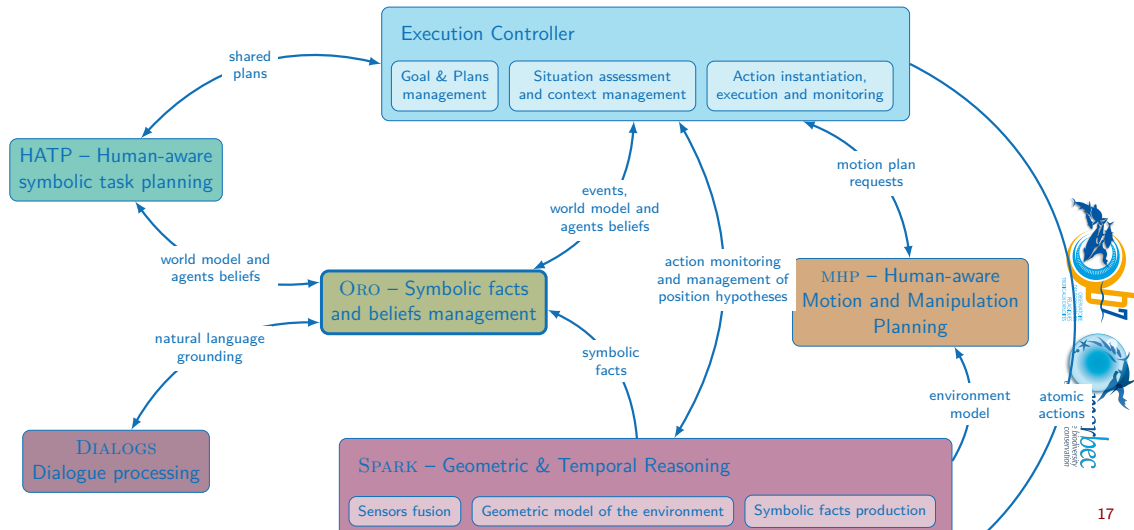 Execution Controller
Goal & Plans
management
Situation assessment
and context management
Action instantiation,
execution and monitoring
shared
plans
HATP – Human-aware
symbolic task planning
motion plan
requests
events,
world model and
agents beliefs
world model and
agents beliefs
action monitoring
and management of
position hypotheses
ORO – Symbolic facts
and beliefs management
MHP – Human-aware
Motion and Manipulation
Planning
natural language
grounding
symbolic
facts
environment
model
atomic
actions
DIALOGS
Dialogue processing
SPARK – Geometric & Temporal Reasoning
Sensors fusion
Geometric model of the environment
Symbolic facts production
bec
biodiversity
conservation
17